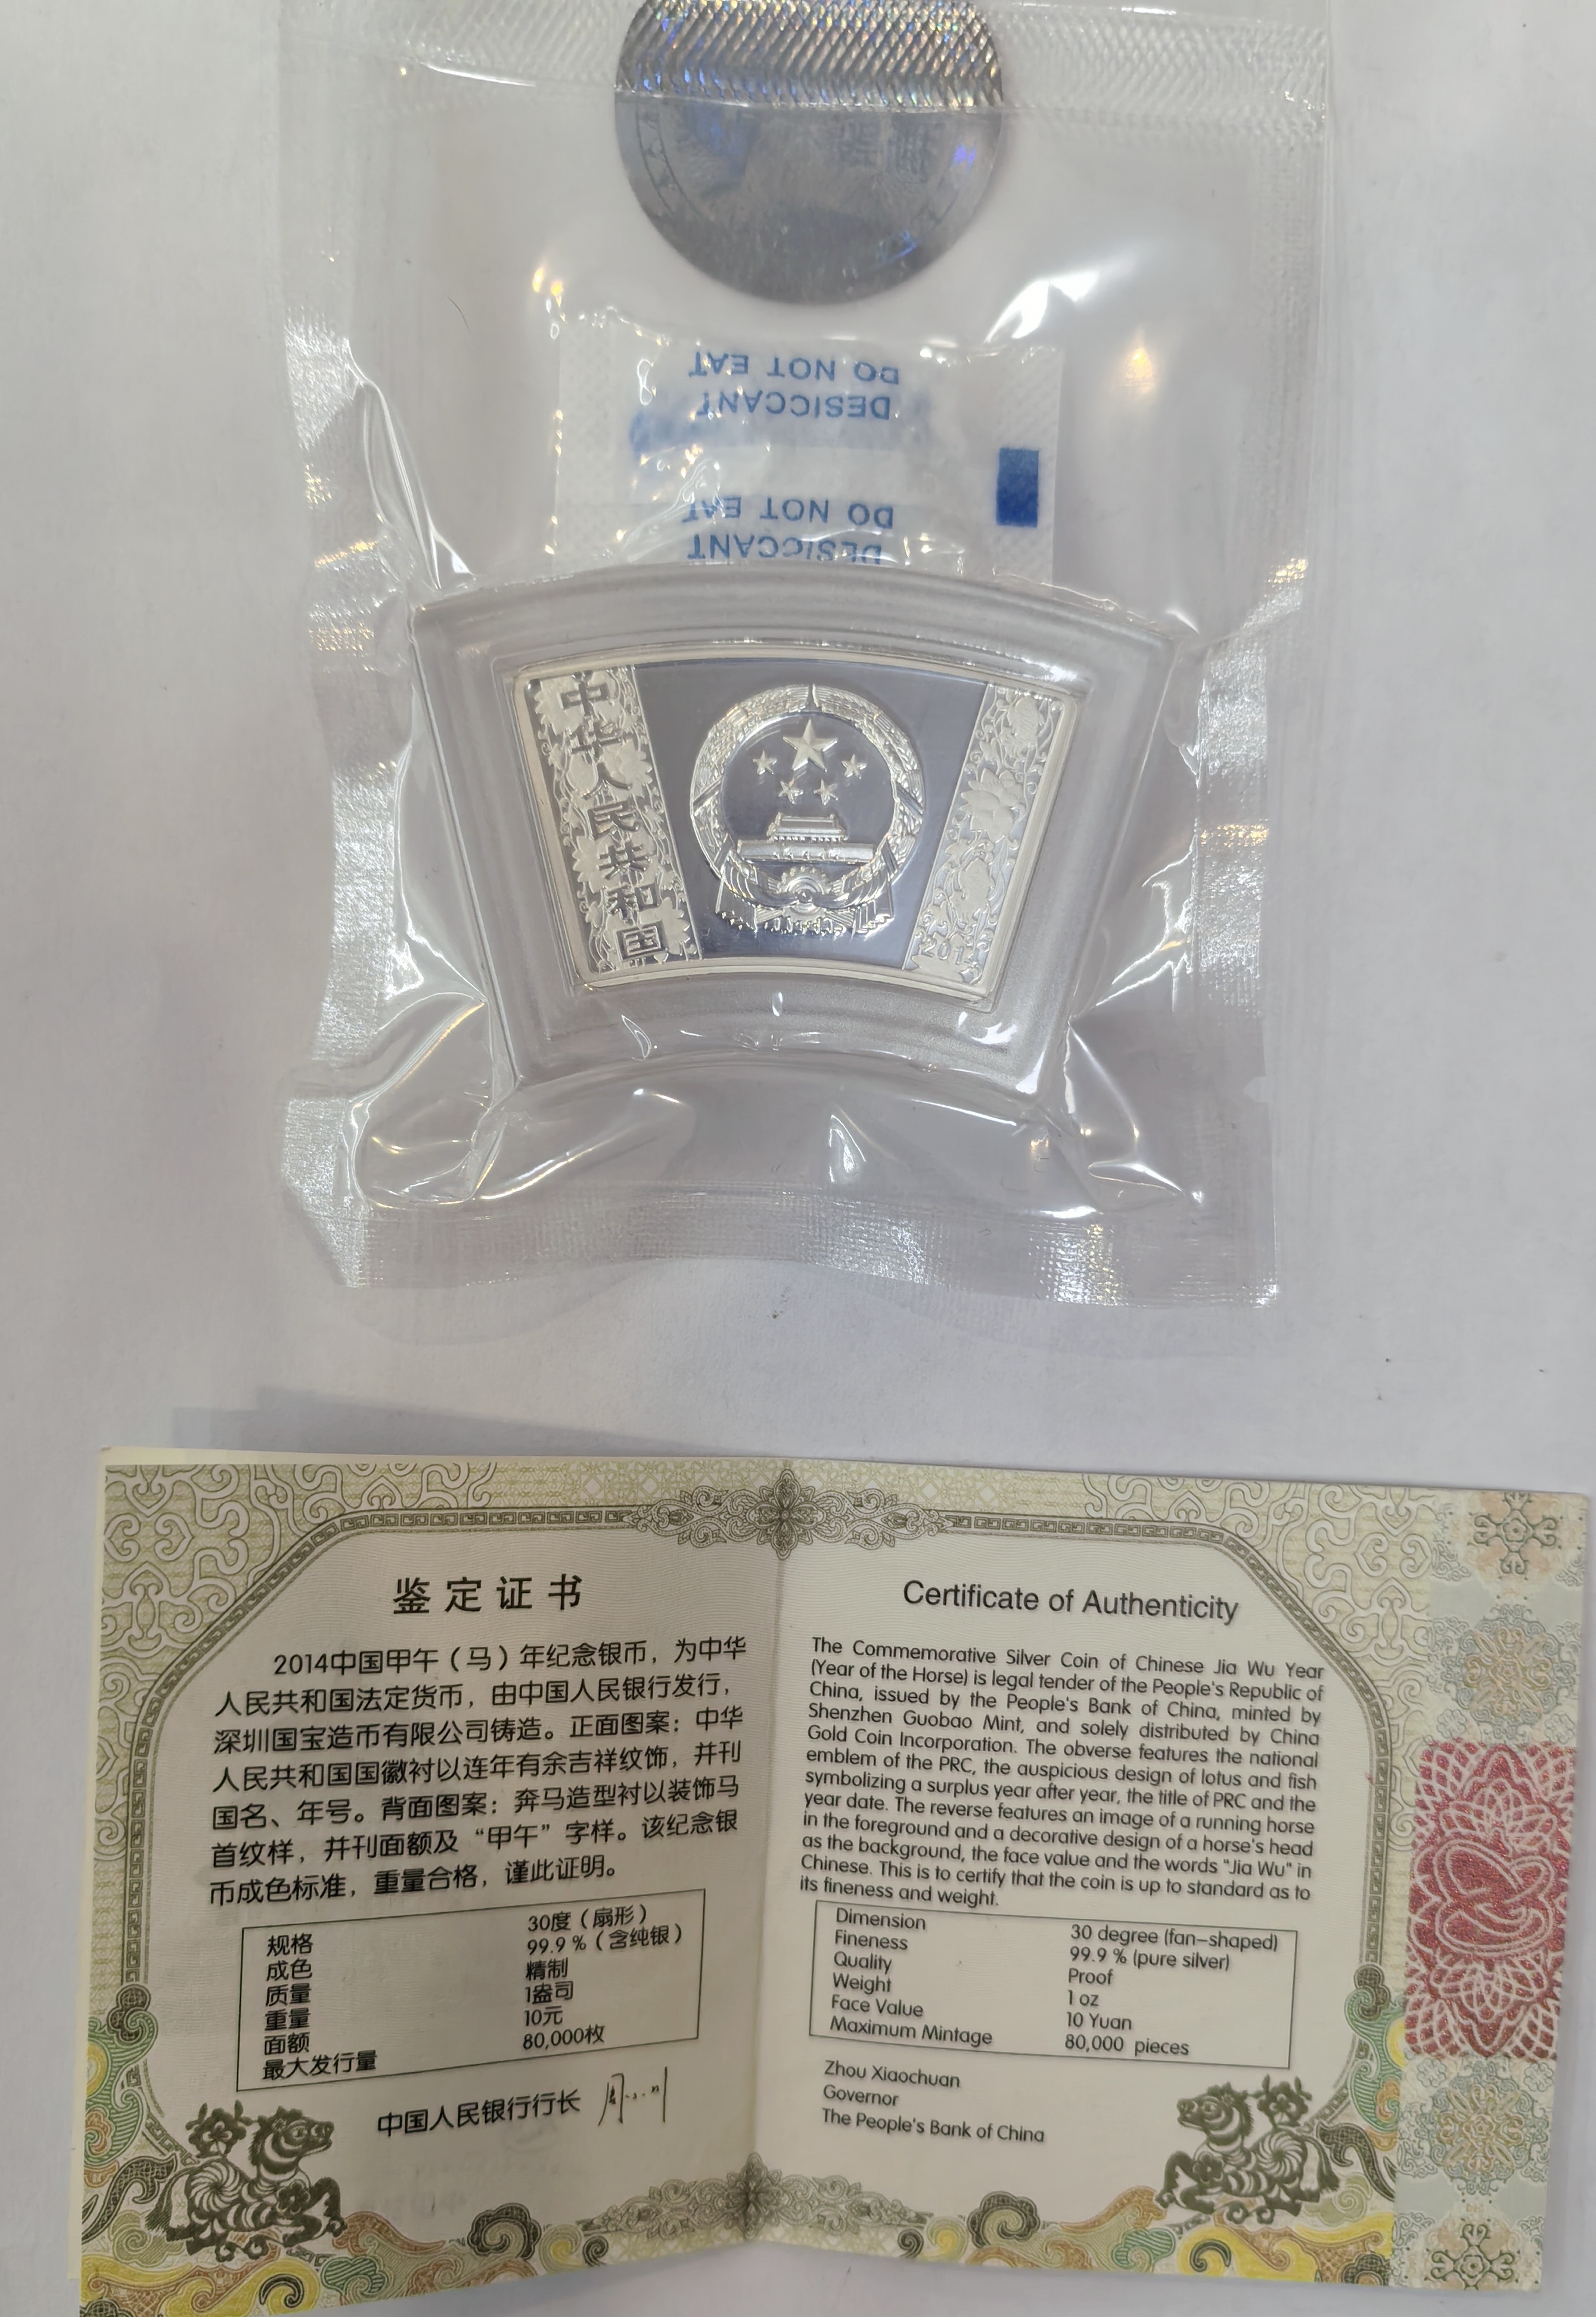 DESICCANT
DO NOT EAT
DESICCANT
DO NOT EAT
中华人民共和国
鉴定证书
2014中国甲午（马）年纪念银币，为中华
人民共和国法定货币，由中国人民银行发行，
深圳国宝造币有限公司铸造。正面图案：中华
人民共和国国徽衬以连年有余吉祥纹饰，并刊
国名、年号。背面图案：奔马造型衬以装饰马
首纹样，并刊面额及“甲午”字样。该纪念银
币成色标准，重量合格，谨此证明。
规格 30度（扇形）
成色 99.9％（含纯银）
质量 精制
重量 1盎司
面额 10元
最大发行量 80,000枚
中国人民银行行长
Certificate of Authenticity
The Commemorative Silver Coin of Chinese Jia Wu Year
(Year of the Horse) is legal tender of the People's Republic of
China, issued by the People's Bank of China, minted by
Shenzhen Guobao Mint, and solely distributed by China
Gold Coin Incorporation. The obverse features the national
emblem of the PRC, the auspicious design of lotus and fish
symbolizing a surplus year after year, the title of PRC and the
year date. The reverse features an image of a running horse
in the foreground and a decorative design of a horse's head
as the background, the face value and the words "Jia Wu" in
Chinese. This is to certify that the coin is up to standard as to
its fineness and weight.
Dimension 30 degree (fan-shaped)
Fineness 99.9 % (pure silver)
Quality Proof
Weight 1 oz
Face Value 10 Yuan
Maximum Mintage 80,000 pieces
Zhou Xiaochuan
Governor
The People's Bank of China